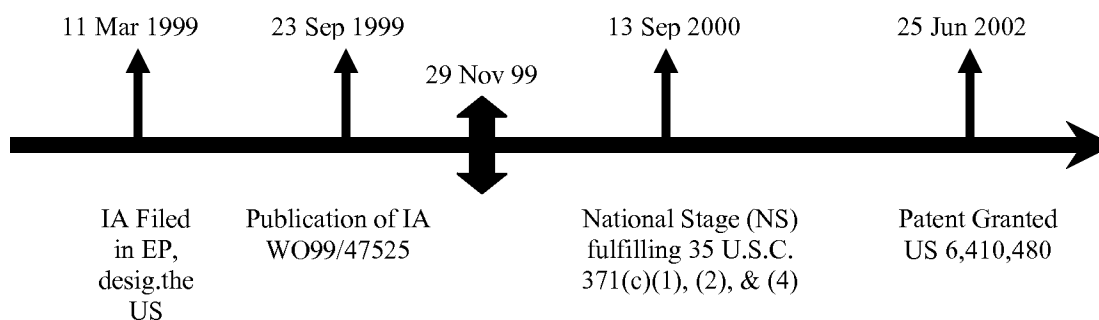 11 Mar 1999
23 Sep 1999
29 Nov 99
13 Sep 2000
25 Jun 2002
IA Filed
in EP,
desig.the
US
Publication of IA
WO99/47525
National Stage (NS)
fulfilling 35 U.S.C.
371(c)(1), (2), & (4)
Patent Granted
US 6,410,480